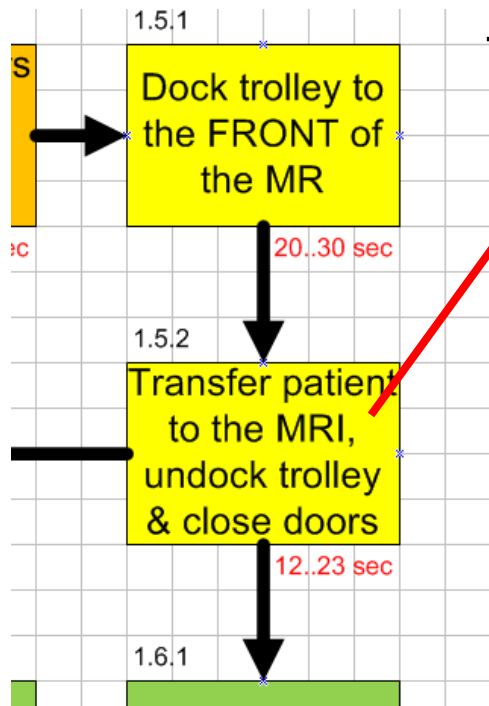 1.5.1
s
Dock trolley to
the FRONT of
the MR
ec
20..30 sec
1.5.2
Transfer patient
to the MRI,
undock trolley
& close doors
12..23 sec
1.6.1